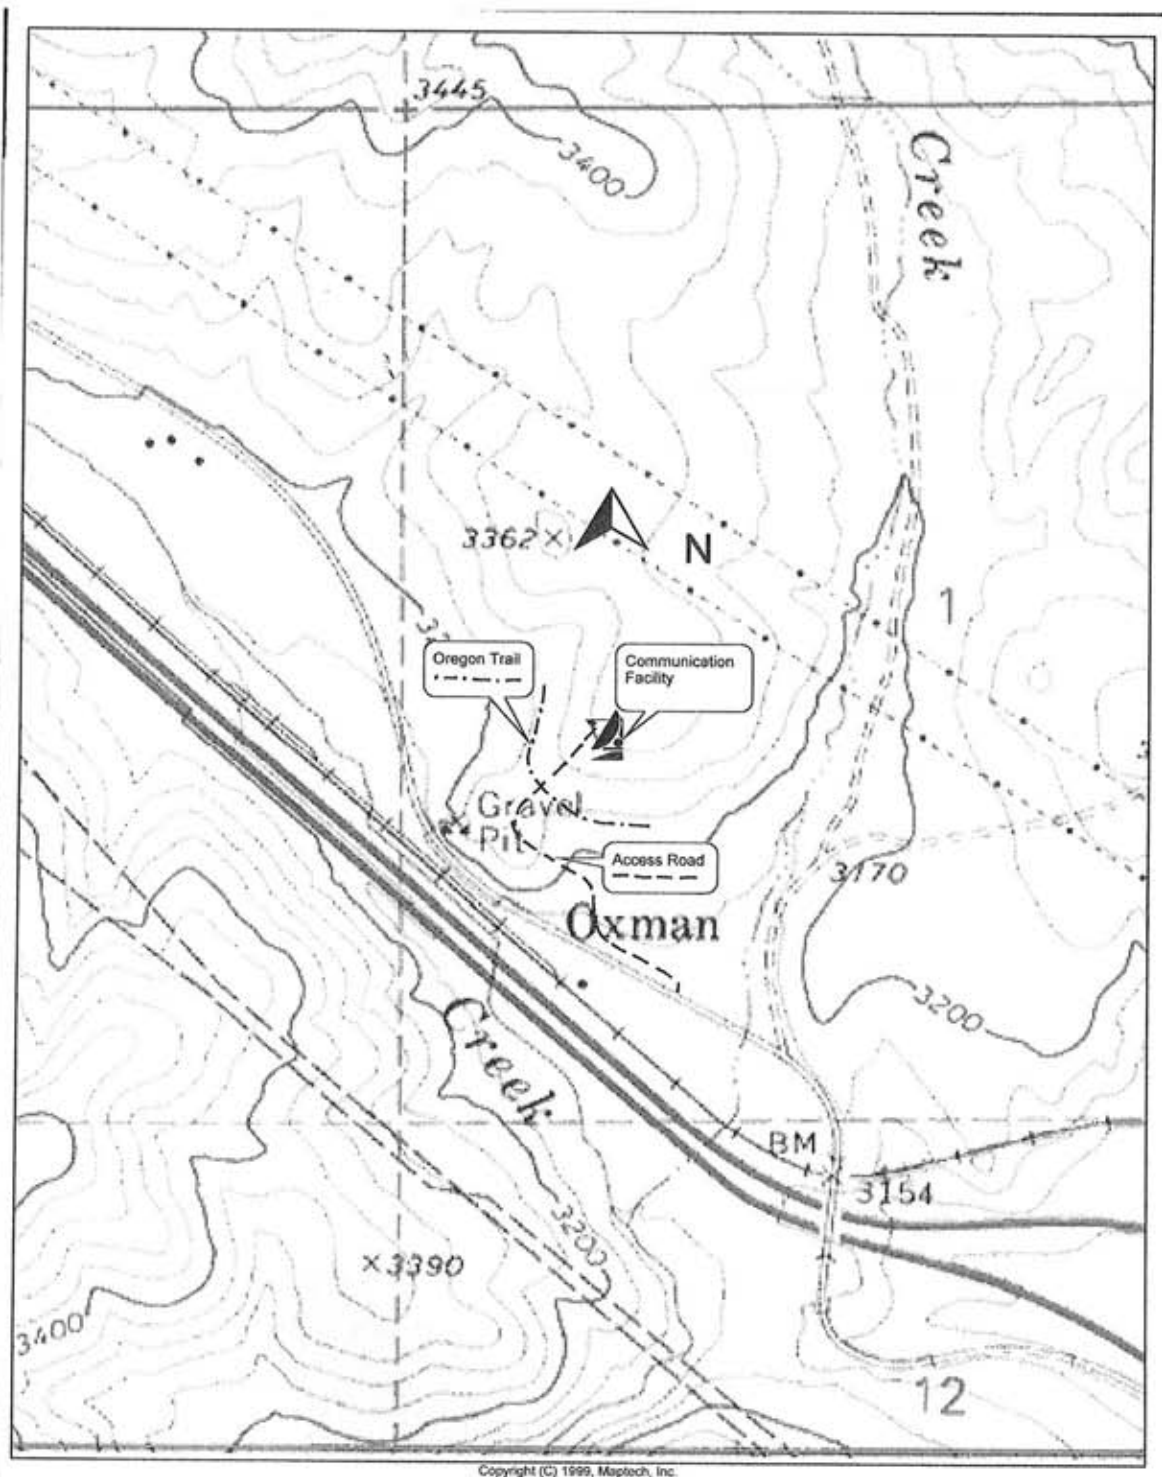 3445
3400
Creek
3362
N
1
Oregon Trail
Communication
Facility
Gravel
Pit
Access Road
3170
Oxman
3200
Creek
BM
3154
3200
3390
3400
12
Copyright (C) 1999, Maptech, Inc.